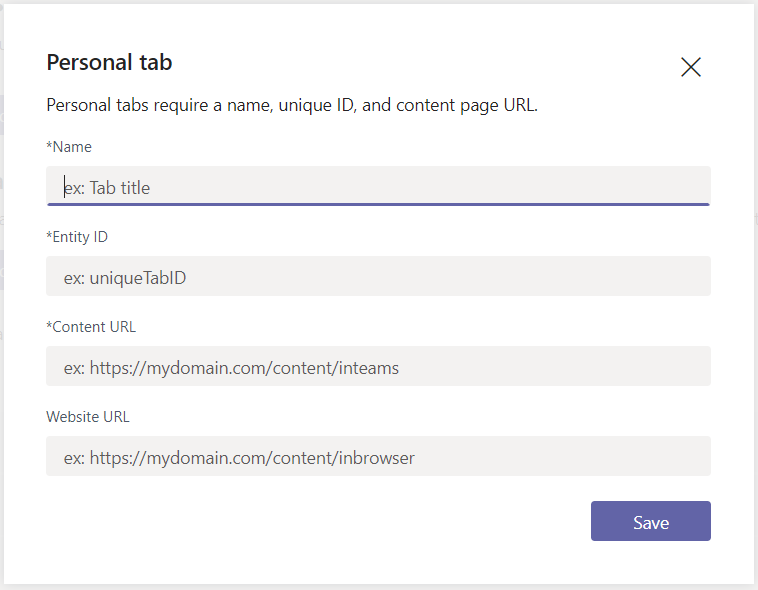 Personal tab
Personal tabs require a name, unique ID, and content page URL.
*Name
ex: Tab title
*Entity ID
ex: uniqueTabID
*Content URL
ex: https://mydomain.com/content/inteams
Website URL
ex: https://mydomain.com/content/inbrowser
Save